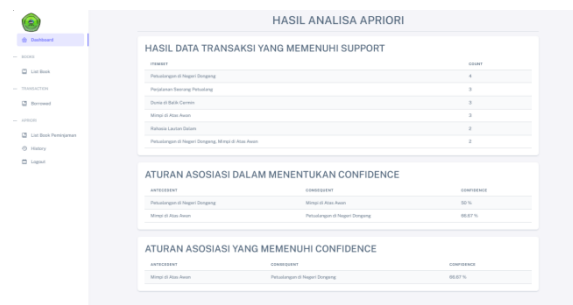 HASIL ANALISA APRIORI
Dashboard
MAIN
List Book
TRANSACTION
Borrowed
APRIORI
List Book Peminjaman
History
Logout
HASIL DATA TRANSAKSI YANG MEMENUHI SUPPORT
ITEMSET COUNT
Petualangan di Negeri Dongeng 4
Perjalanan Seorang Petualang 3
Dunia di Balik Cermin 3
Mimpi di Atas Awan 3
Rahasia Lautan Dalam 2
Petualangan di Negeri Dongeng, Mimpi di Atas Awan 2
ATURAN ASOSIASI DALAM MENENTUKAN CONFIDENCE
ANTECEDENT CONSEQUENT CONFIDENCE
Petualangan di Negeri Dongeng Mimpi di Atas Awan 50 %
Mimpi di Atas Awan Petualangan di Negeri Dongeng 66.67 %
ATURAN ASOSIASI YANG MEMENUHI CONFIDENCE
ANTECEDENT CONSEQUENT CONFIDENCE
Mimpi di Atas Awan Petualangan di Negeri Dongeng 66.67 %